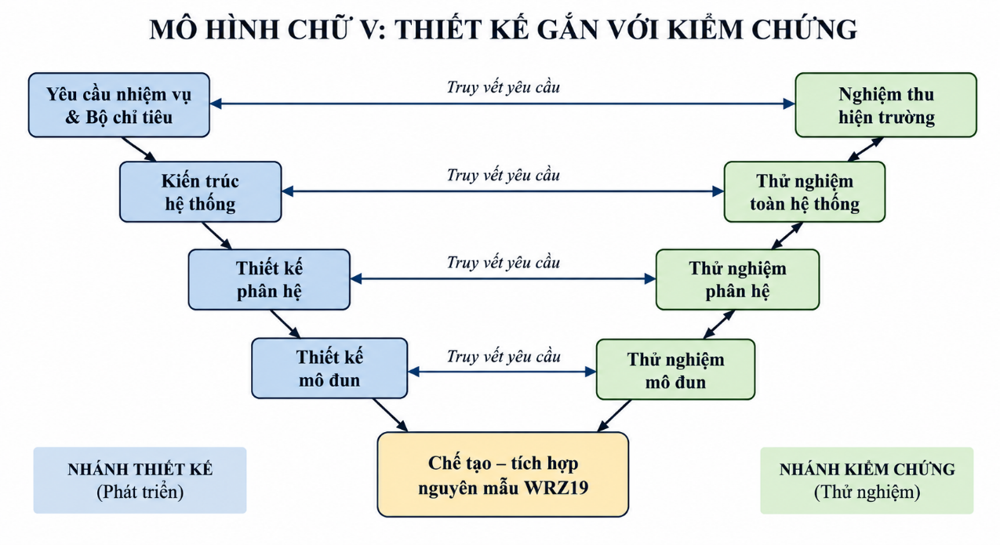 MÔ HÌNH CHỮ V: THIẾT KẾ GẮN VỚI KIỂM CHỨNG
Yêu cầu nhiệm vụ
& Bộ chỉ tiêu
Truy vết yêu cầu
Nghiệm thu
hiện trường
Kiến trúc
hệ thống
Truy vết yêu cầu
Thử nghiệm
toàn hệ thống
Thiết kế
phân hệ
Truy vết yêu cầu
Thử nghiệm
phân hệ
Thiết kế
mô đun
Truy vết yêu cầu
Thử nghiệm
mô đun
Chế tạo – tích hợp
nguyên mẫu WRZ19
NHÁNH THIẾT KẾ
(Phát triển)
NHÁNH KIỂM CHỨNG
(Thử nghiệm)